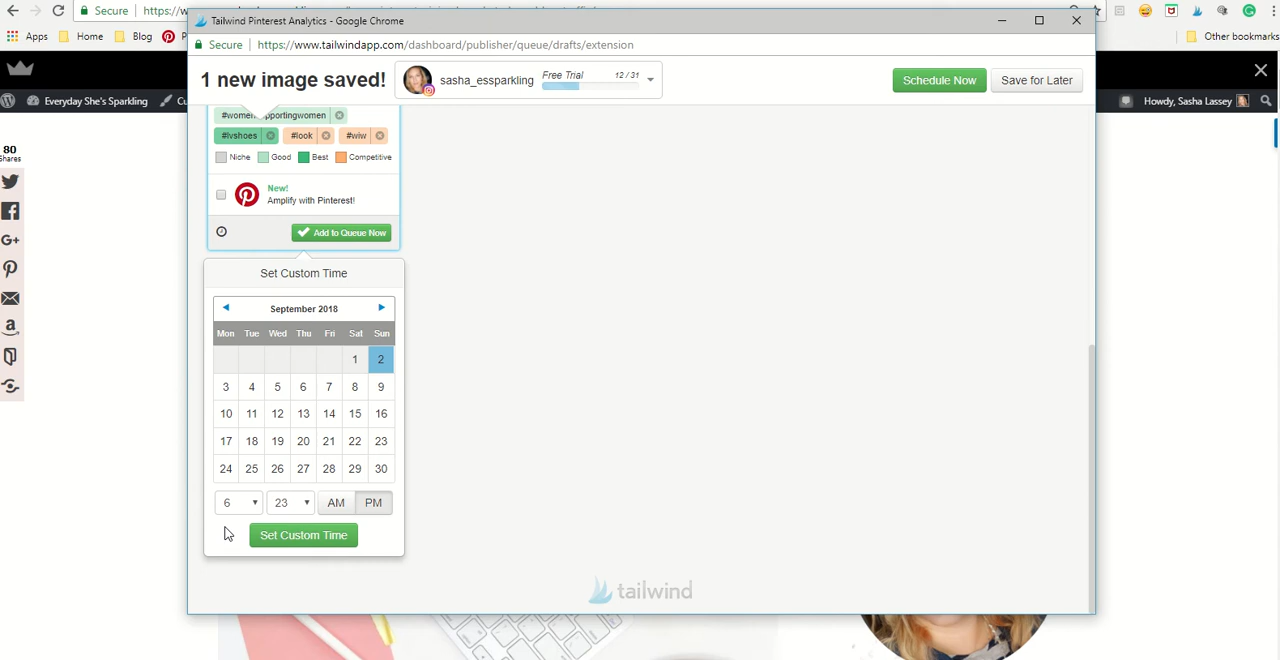 Tailwind Pinterest Analytics - Google Chrome
Secure
Secure
https://www.tailwindapp.com/dashboard/publisher/queue/drafts/extension
Apps
Home
Blog
Other bookmarks
1 new image saved!
sasha_essparkling
Free Trial
12 / 31
Schedule Now
Save for Later
Everyday She's Sparkling
Howdy, Sasha Lassey
#lvshoes
#look
#wiw
Niche
Good
Best
Competitive
80
Shares
New!
Amplify with Pinterest!
Add to Queue Now
Set Custom Time
September 2018
Mon Tue Wed Thu Fri Sat Sun
1 2
3 4 5 6 7 8 9
10 11 12 13 14 15 16
17 18 19 20 21 22 23
24 25 26 27 28 29 30
6 23 AM PM
Set Custom Time
G+
a
tailwind